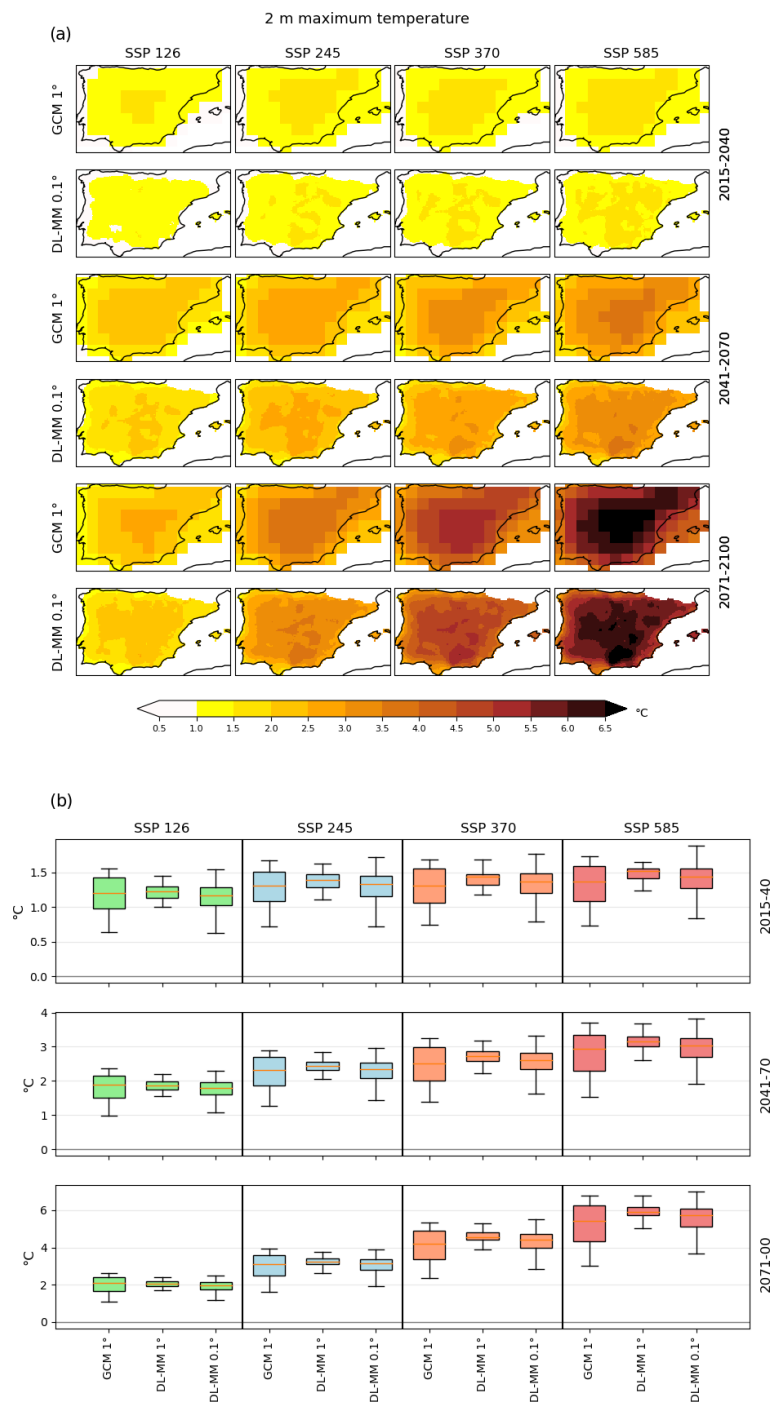 2 m maximum temperature
(a)
SSP 126 SSP 245 SSP 370 SSP 585
GCM 1°
DL-MM 0.1°
2015-2040
GCM 1°
DL-MM 0.1°
2041-2070
GCM 1°
DL-MM 0.1°
2071-2100
0.5 1.0 1.5 2.0 2.5 3.0 3.5 4.0 4.5 5.0 5.5 6.0 6.5 °C
(b)
SSP 126 SSP 245 SSP 370 SSP 585
1.5
1.0
0.5
0.0
°C
2015-40
4
3
2
1
0
°C
2041-70
6
4
2
0
°C
2071-00
GCM 1° DL-MM 1° DL-MM 0.1° GCM 1° DL-MM 1° DL-MM 0.1° GCM 1° DL-MM 1° DL-MM 0.1° GCM 1° DL-MM 1° DL-MM 0.1°